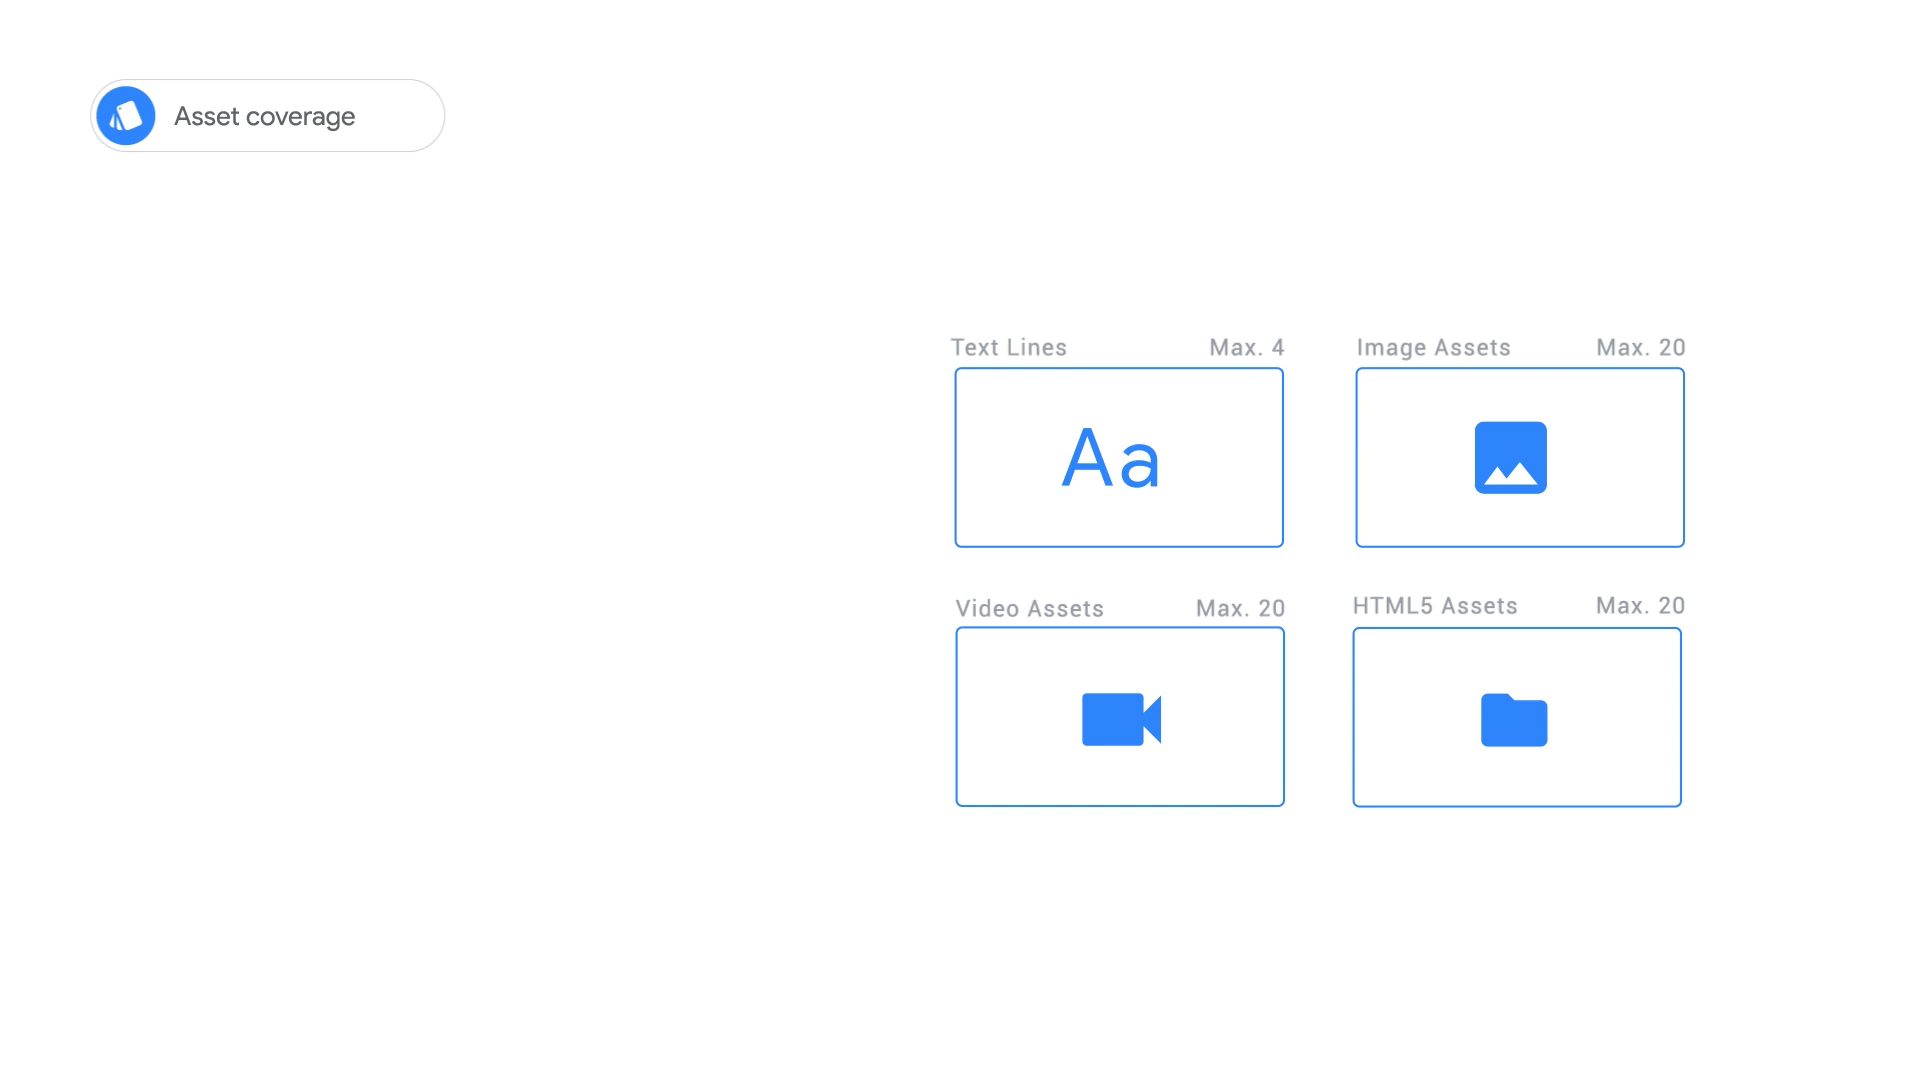 Asset coverage
Text Lines Max. 4
Image Assets Max. 20
Aa
Video Assets Max. 20
HTML5 Assets Max. 20